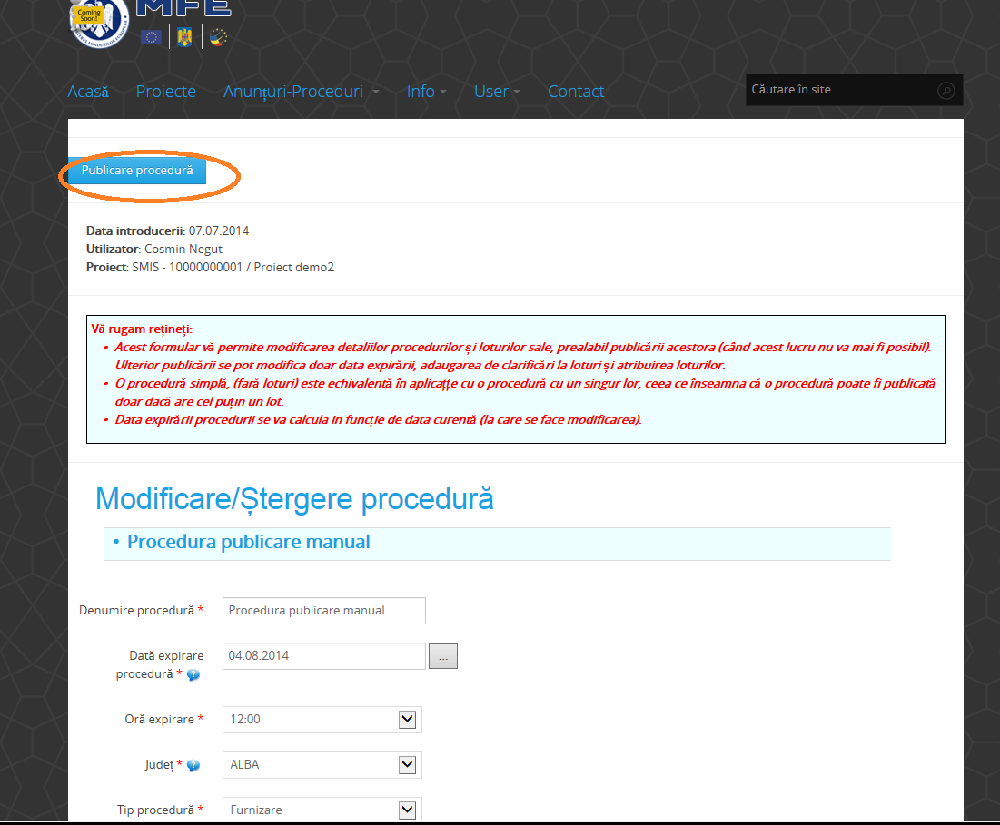 Coming
Soon!
MFE
Acasă Proiecte Anunțuri-Proceduri Info User Contact
Căutare în site ...
Publicare procedură
Data introducerii: 07.07.2014
Utilizator: Cosmin Negut
Proiect: SMIS - 10000000001 / Proiect demo2
Vă rugam rețineți:
• Acest formular vă permite modificarea detaliilor procedurilor și loturilor sale, prealabil publicării acestora (când acest lucru nu va mai fi posibil).
Ulterior publicării se pot modifica doar data expirării, adaugarea de clarificări la loturi și atribuirea loturilor.
• O procedură simplă, (fară loturi) este echivalentă în aplicațțe cu o procedură cu un singur lor, ceea ce înseamna că o procedură poate fi publicată
doar dacă are cel puțin un lot.
• Data expirării procedurii se va calcula in funcție de data curentă (la care se face modificarea).
Modificare/Ștergere procedură
• Procedura publicare manual
Denumire procedură * Procedura publicare manual
Dată expirare
procedură * ? 04.08.2014 ...
Oră expirare * 12:00
Județ * ? ALBA
Tip procedură * Furnizare